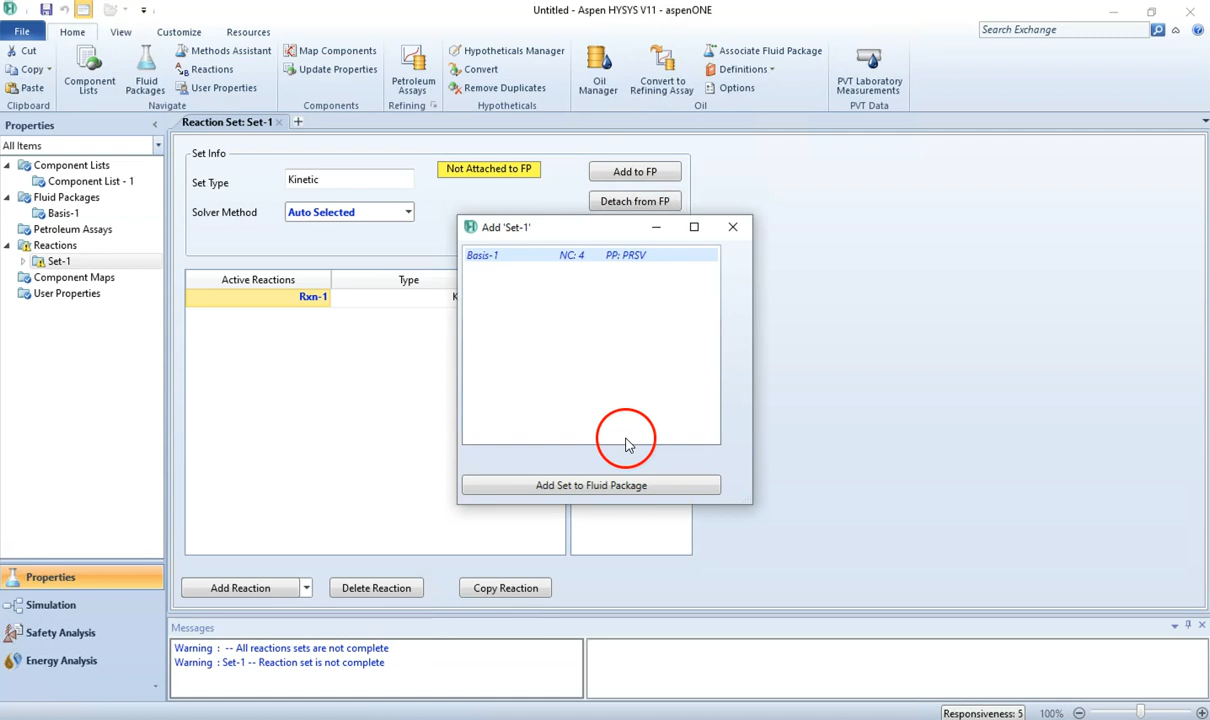 Untitled - Aspen HYSYS V11 - aspenONE
File Home View Customize Resources
Search Exchange
Cut
Copy
Paste
Clipboard
Component Lists
Fluid Packages
Methods Assistant
Reactions
User Properties
Navigate
Map Components
Update Properties
Components
Petroleum Assays
Refining
Hypotheticals Manager
Convert
Remove Duplicates
Hypotheticals
Oil Manager
Convert to Refining Assay
Associate Fluid Package
Definitions
Options
Oil
PVT Laboratory Measurements
PVT Data
Properties
All Items
Component Lists
Component List - 1
Fluid Packages
Basis-1
Petroleum Assays
Reactions
Set-1
Component Maps
User Properties
Properties
Simulation
Safety Analysis
Energy Analysis
Reaction Set: Set-1
Set Info
Set Type Kinetic
Not Attached to FP
Add to FP
Solver Method Auto Selected
Detach from FP
Active Reactions Type
Rxn-1 K
Add 'Set-1'
Basis-1 NC: 4 PP: PRSV
Add Set to Fluid Package
Add Reaction
Delete Reaction
Copy Reaction
Messages
Warning : -- All reactions sets are not complete
Warning : Set-1 -- Reaction set is not complete
Responsiveness: 5 100%